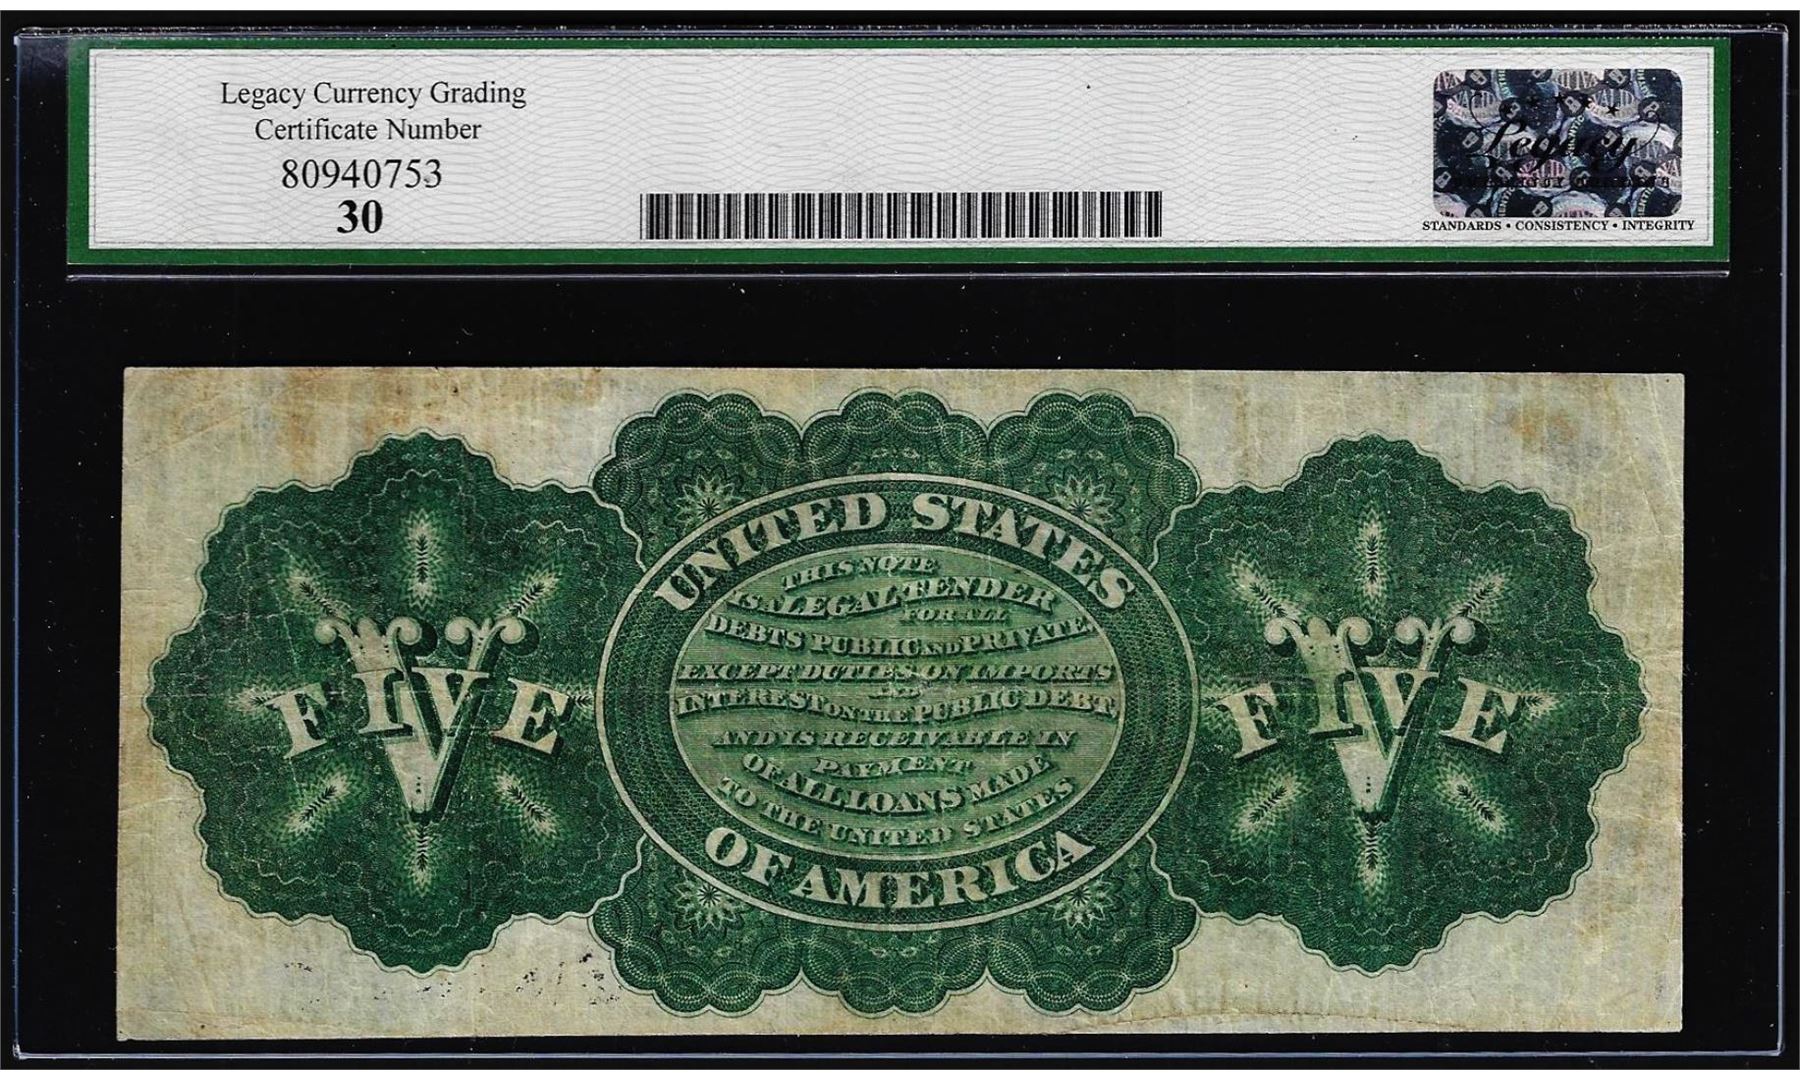 Legacy Currency Grading
Certificate Number
80940753
30
Legacy
STANDARDS • CONSISTENCY • INTEGRITY
UNITED STATES
THIS NOTE
IS A LEGAL TENDER
FOR ALL
DEBTS PUBLIC AND PRIVATE
EXCEPT DUTIES ON IMPORTS
AND
INTEREST ON THE PUBLIC DEBT
AND IS RECEIVABLE IN
PAYMENT
OF ALL LOANS MADE
TO THE UNITED STATES
OF AMERICA
V
FIVE
V
FIVE